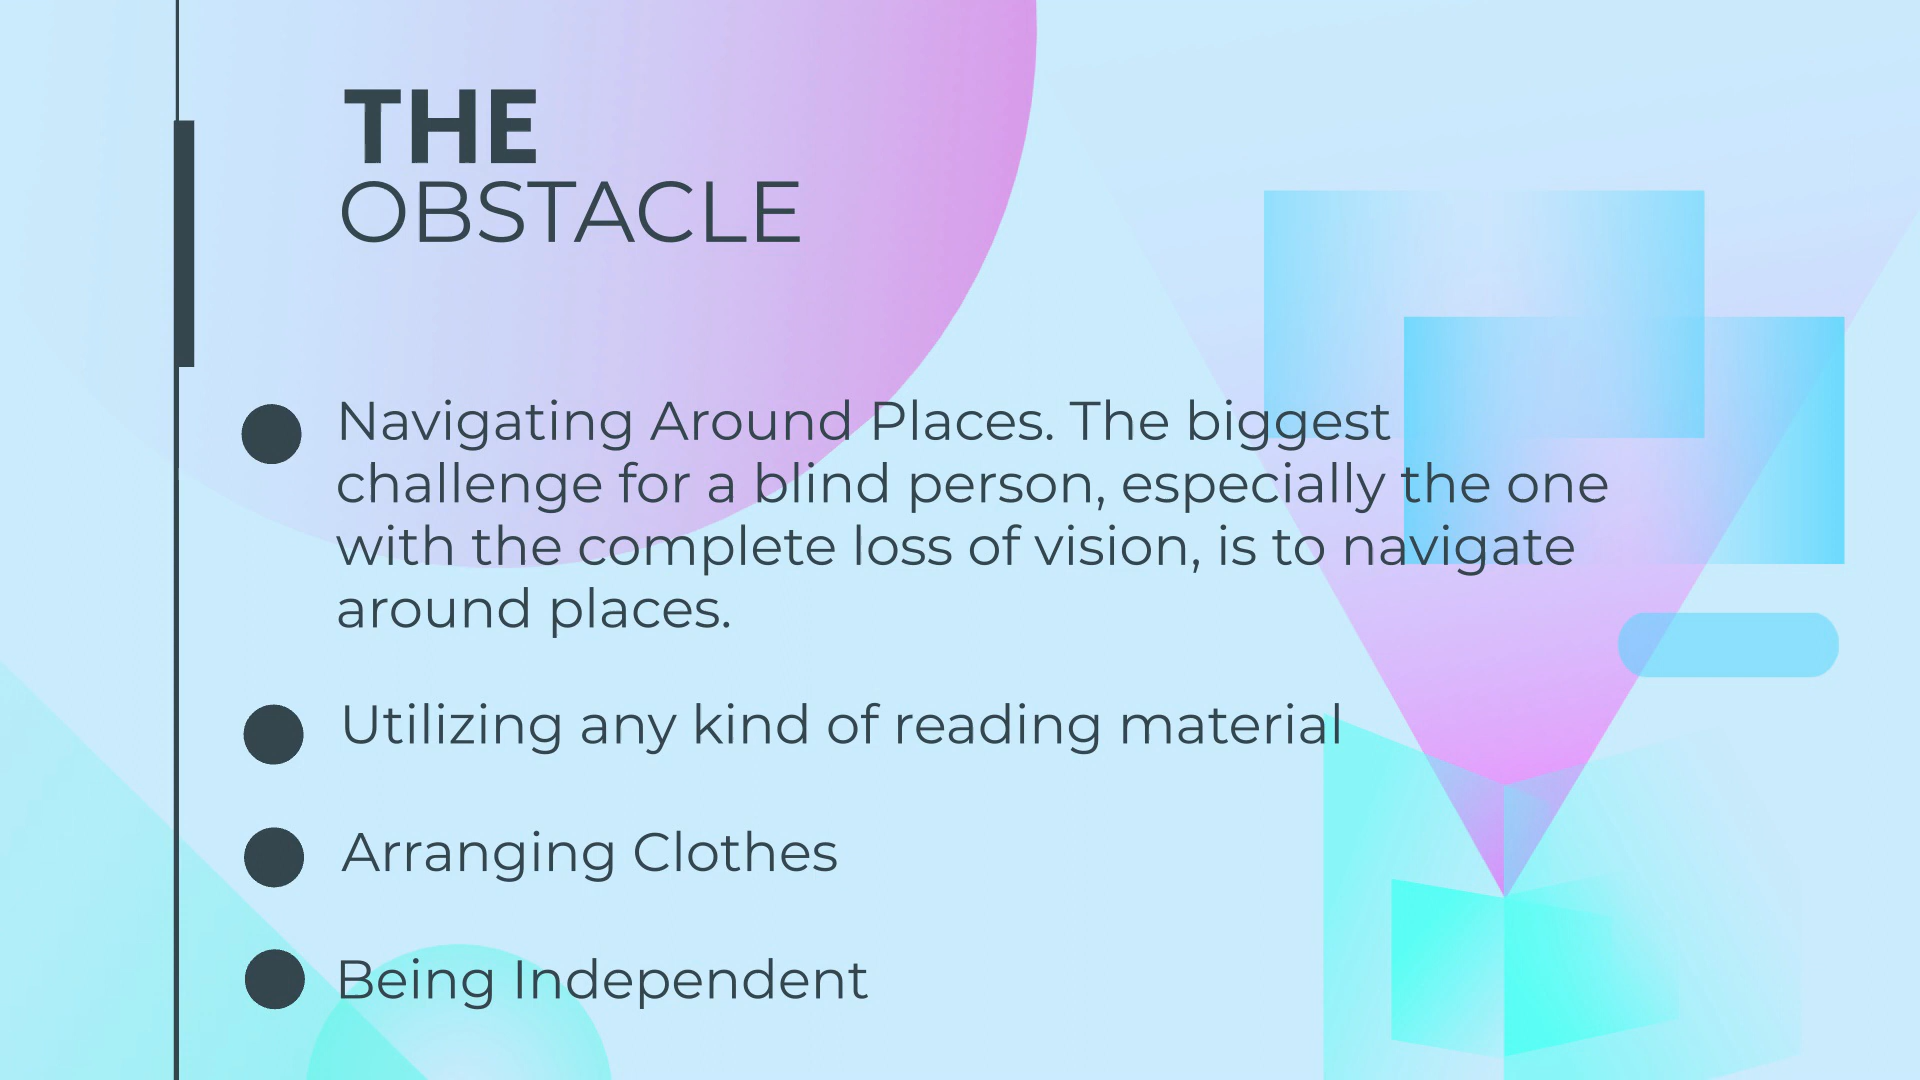 THE
OBSTACLE
Navigating Around Places. The biggest
challenge for a blind person, especially the one
with the complete loss of vision, is to navigate
around places.
Utilizing any kind of reading material
Arranging Clothes
Being Independent